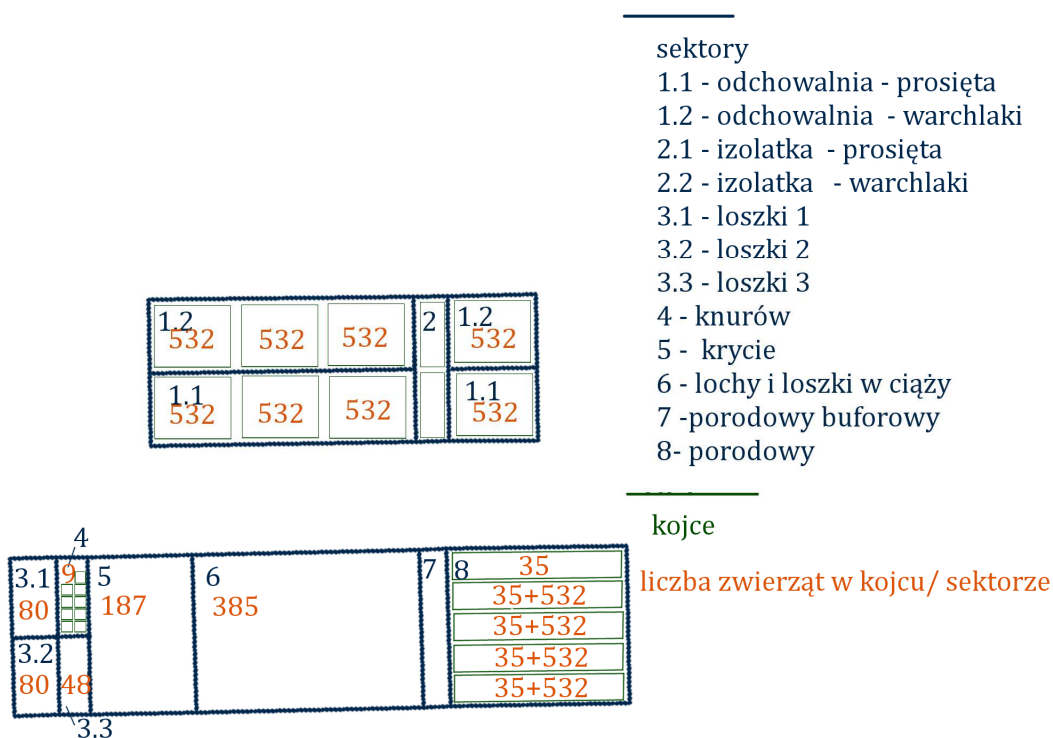 sektory
1.1 - odchowalnia - prosięta
1.2 - odchowalnia - warchlaki
2.1 - izolatka - prosięta
2.2 - izolatka - warchlaki
3.1 - loszki 1
3.2 - loszki 2
3.3 - loszki 3
4 - knurów
5 - krycie
6 - lochy i loszki w ciąży
7 -porodowy buforowy
8- porodowy
kojce
liczba zwierząt w kojcu/ sektorze
1.2 2 1.2
532 532 532 532
1.1 1.1
532 532 532 532
4
3.1 9 5 6 7 8 35
80 187 385 35+532
35+532
3.2 35+532
80 48 35+532
3.3